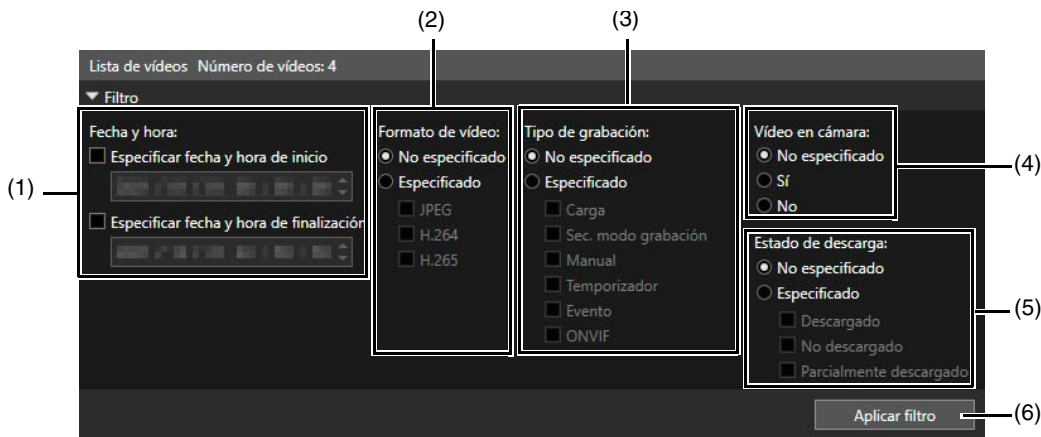 (2)
(3)
Lista de vídeos Número de vídeos: 4
Filtro
(1)
Fecha y hora:
Especificar fecha y hora de inicio
Especificar fecha y hora de finalización
Formato de vídeo:
No especificado
Especificado
JPEG
H.264
H.265
Tipo de grabación:
No especificado
Especificado
Carga
Sec. modo grabación
Manual
Temporizador
Evento
ONVIF
Vídeo en cámara:
No especificado
Sí
No
(4)
Estado de descarga:
No especificado
Especificado
Descargado
No descargado
Parcialmente descargado
(5)
Aplicar filtro
(6)